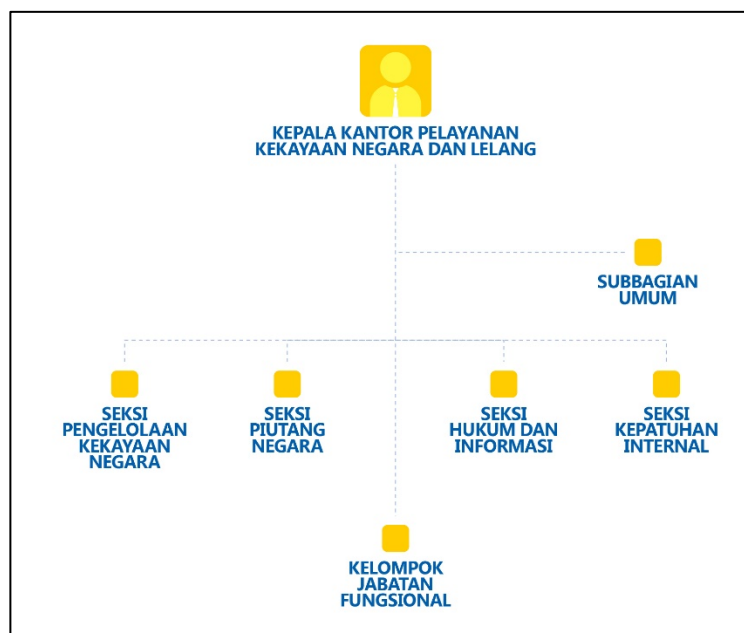 KEPALA KANTOR PELAYANAN
KEKAYAAN NEGARA DAN LELANG
SUBBAGIAN
UMUM
SEKSI
PENGELOLAAN
KEKAYAAN
NEGARA
SEKSI
PIUTANG
NEGARA
SEKSI
HUKUM DAN
INFORMASI
SEKSI
KEPATUHAN
INTERNAL
KELOMPOK
JABATAN
FUNGSIONAL